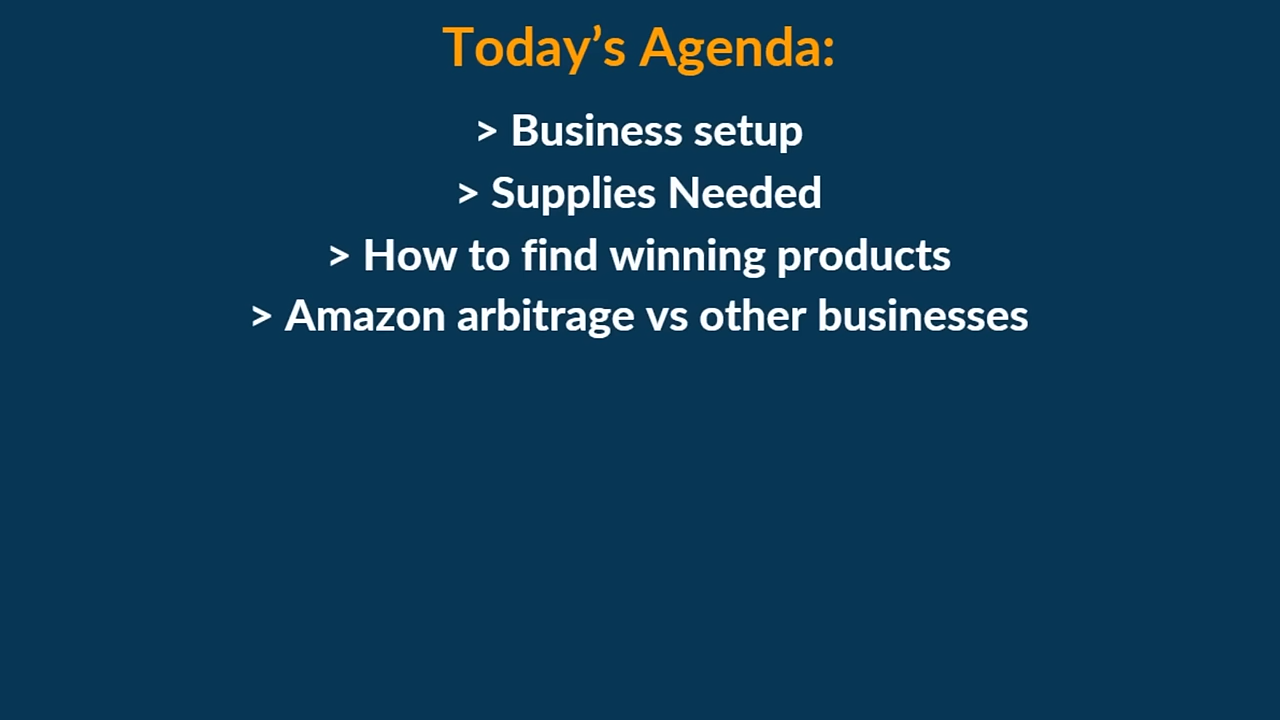 Today’s Agenda:
> Business setup
> Supplies Needed
> How to find winning products
> Amazon arbitrage vs other businesses